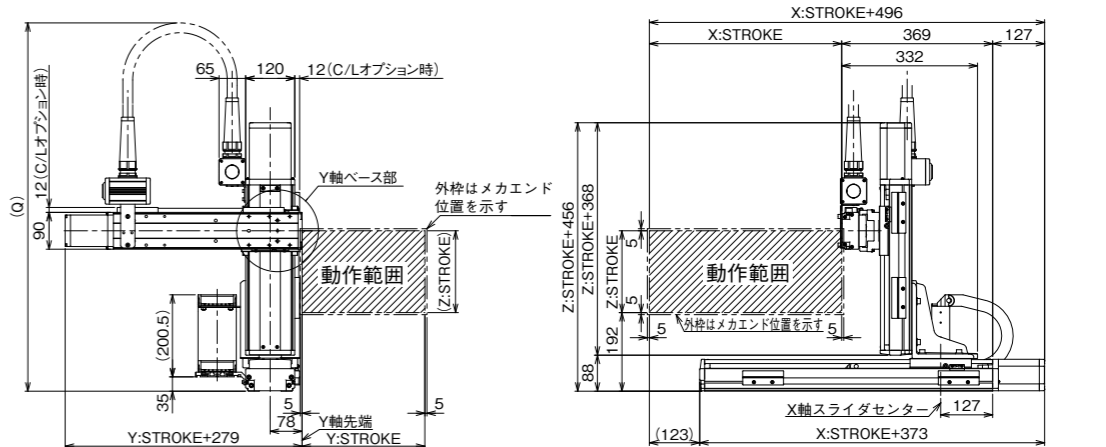 65
120
12(C/Lオプション時)
(Q)
12(C/Lオプション時)
90
Y軸ベース部
外枠はメカエンド
位置を示す
動作範囲
(Z:STROKE)
(200.5)
35
5
78
Y軸先端
5
Y:STROKE+279
Y:STROKE
X:STROKE+496
X:STROKE
369
127
332
Z:STROKE+456
Z:STROKE+368
Z:STROKE
5
動作範囲
5
外枠はメカエンド位置を示す
192
5
5
88
X軸スライダセンター
127
(123)
X:STROKE+373